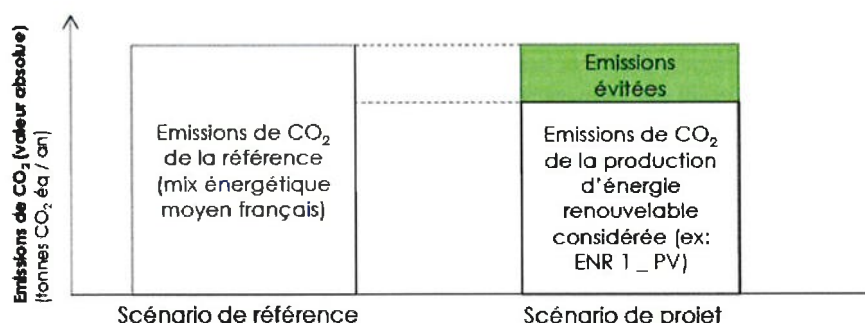 Emissions de CO₂ (valeur absolue)
(tonnes CO₂ éq / an)
Emissions de CO₂
de la référence
(mix énergétique
moyen français)
Emissions
évitées
Emissions de CO₂
de la production
d'énergie
renouvelable
considérée (ex:
ENR 1 _ PV)
Scénario de référence
Scénario de projet